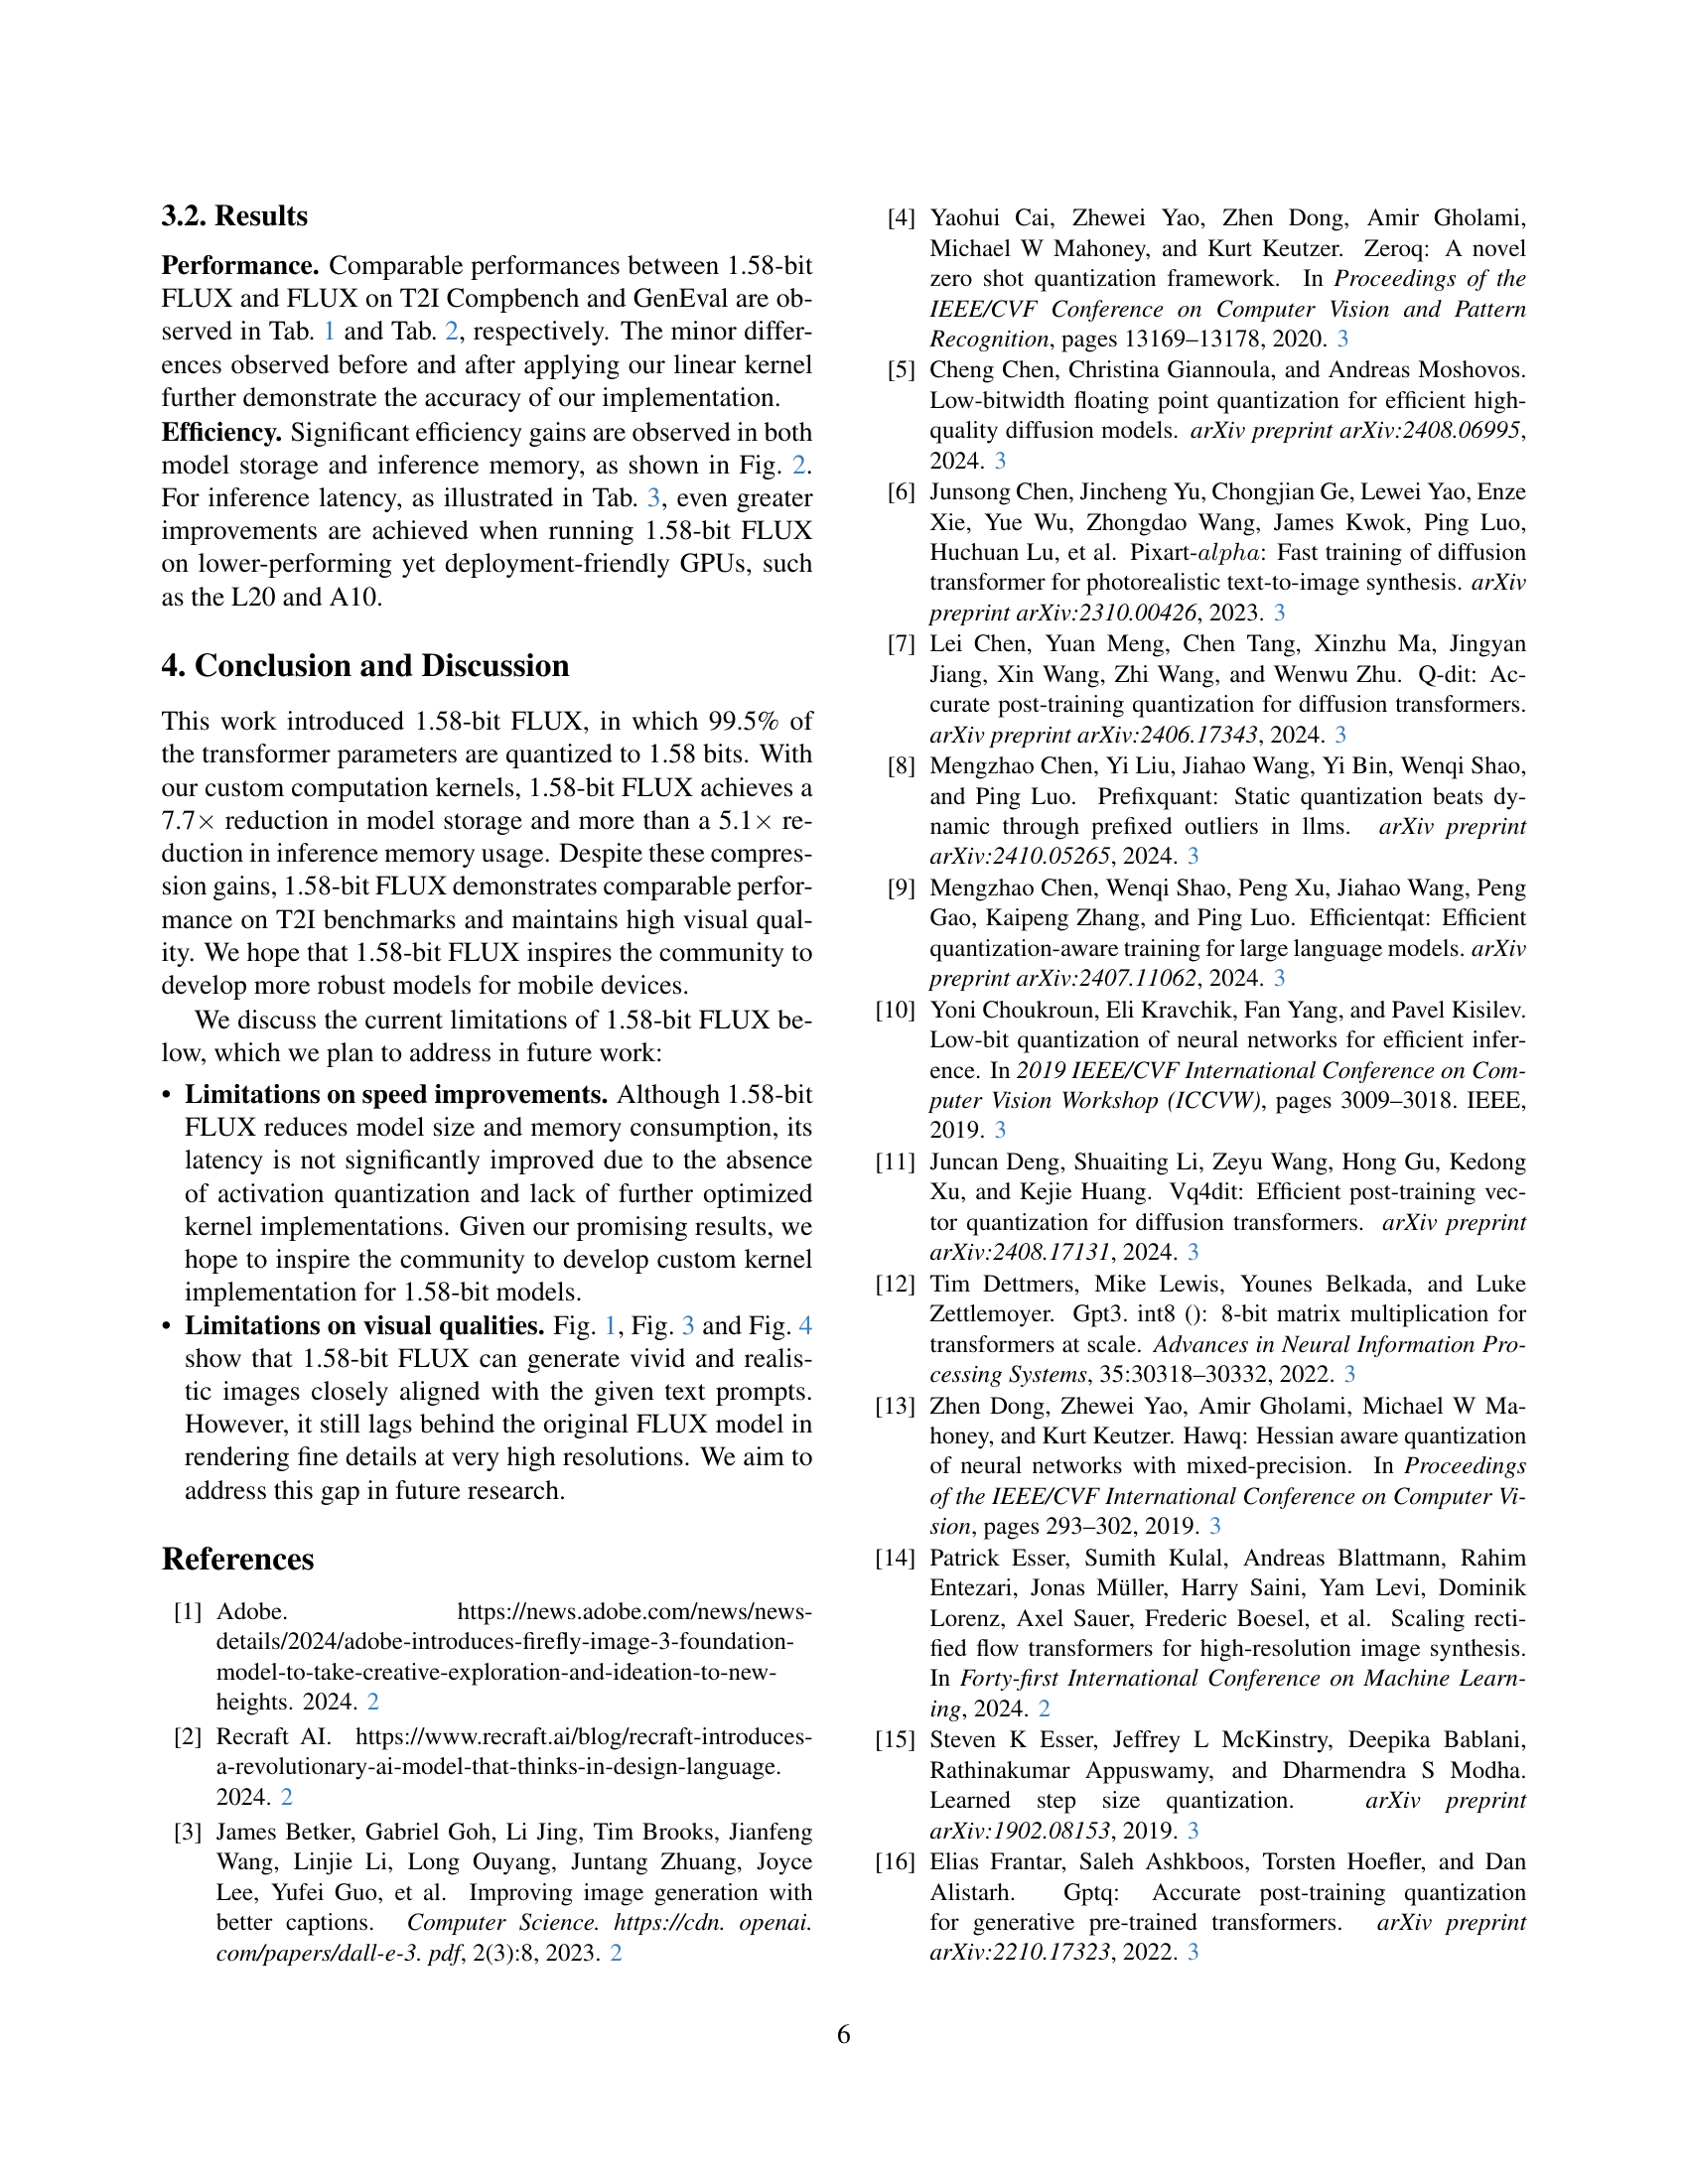 3.2. Results
Performance. Comparable performances between 1.58-bit
FLUX and FLUX on T2I Compbench and GenEval are ob-
served in Tab. 1 and Tab. 2, respectively. The minor differ-
ences observed before and after applying our linear kernel
further demonstrate the accuracy of our implementation.
Efficiency. Significant efficiency gains are observed in both
model storage and inference memory, as shown in Fig. 2.
For inference latency, as illustrated in Tab. 3, even greater
improvements are achieved when running 1.58-bit FLUX
on lower-performing yet deployment-friendly GPUs, such
as the L20 and A10.
4. Conclusion and Discussion
This work introduced 1.58-bit FLUX, in which 99.5% of
the transformer parameters are quantized to 1.58 bits. With
our custom computation kernels, 1.58-bit FLUX achieves a
7.7× reduction in model storage and more than a 5.1× re-
duction in inference memory usage. Despite these compres-
sion gains, 1.58-bit FLUX demonstrates comparable perfor-
mance on T2I benchmarks and maintains high visual qual-
ity. We hope that 1.58-bit FLUX inspires the community to
develop more robust models for mobile devices.
We discuss the current limitations of 1.58-bit FLUX be-
low, which we plan to address in future work:
• Limitations on speed improvements. Although 1.58-bit
FLUX reduces model size and memory consumption, its
latency is not significantly improved due to the absence
of activation quantization and lack of further optimized
kernel implementations. Given our promising results, we
hope to inspire the community to develop custom kernel
implementation for 1.58-bit models.
• Limitations on visual qualities. Fig. 1, Fig. 3 and Fig. 4
show that 1.58-bit FLUX can generate vivid and realis-
tic images closely aligned with the given text prompts.
However, it still lags behind the original FLUX model in
rendering fine details at very high resolutions. We aim to
address this gap in future research.
References
[1] Adobe. https://news.adobe.com/news/news-
details/2024/adobe-introduces-firefly-image-3-foundation-
model-to-take-creative-exploration-and-ideation-to-new-
heights. 2024. 2
[2] Recraft AI. https://www.recraft.ai/blog/recraft-introduces-
a-revolutionary-ai-model-that-thinks-in-design-language.
2024. 2
[3] James Betker, Gabriel Goh, Li Jing, Tim Brooks, Jianfeng
Wang, Linjie Li, Long Ouyang, Juntang Zhuang, Joyce
Lee, Yufei Guo, et al. Improving image generation with
better captions. Computer Science. https://cdn. openai.
com/papers/dall-e-3. pdf, 2(3):8, 2023. 2
[4] Yaohui Cai, Zhewei Yao, Zhen Dong, Amir Gholami,
Michael W Mahoney, and Kurt Keutzer. Zeroq: A novel
zero shot quantization framework. In Proceedings of the
IEEE/CVF Conference on Computer Vision and Pattern
Recognition, pages 13169–13178, 2020. 3
[5] Cheng Chen, Christina Giannoula, and Andreas Moshovos.
Low-bitwidth floating point quantization for efficient high-
quality diffusion models. arXiv preprint arXiv:2408.06995,
2024. 3
[6] Junsong Chen, Jincheng Yu, Chongjian Ge, Lewei Yao, Enze
Xie, Yue Wu, Zhongdao Wang, James Kwok, Ping Luo,
Huchuan Lu, et al. Pixart-alpha: Fast training of diffusion
transformer for photorealistic text-to-image synthesis. arXiv
preprint arXiv:2310.00426, 2023. 3
[7] Lei Chen, Yuan Meng, Chen Tang, Xinzhu Ma, Jingyan
Jiang, Xin Wang, Zhi Wang, and Wenwu Zhu. Q-dit: Ac-
curate post-training quantization for diffusion transformers.
arXiv preprint arXiv:2406.17343, 2024. 3
[8] Mengzhao Chen, Yi Liu, Jiahao Wang, Yi Bin, Wenqi Shao,
and Ping Luo. Prefixquant: Static quantization beats dy-
namic through prefixed outliers in llms. arXiv preprint
arXiv:2410.05265, 2024. 3
[9] Mengzhao Chen, Wenqi Shao, Peng Xu, Jiahao Wang, Peng
Gao, Kaipeng Zhang, and Ping Luo. Efficientqat: Efficient
quantization-aware training for large language models. arXiv
preprint arXiv:2407.11062, 2024. 3
[10] Yoni Choukroun, Eli Kravchik, Fan Yang, and Pavel Kisilev.
Low-bit quantization of neural networks for efficient infer-
ence. In 2019 IEEE/CVF International Conference on Com-
puter Vision Workshop (ICCVW), pages 3009–3018. IEEE,
2019. 3
[11] Juncan Deng, Shuaiting Li, Zeyu Wang, Hong Gu, Kedong
Xu, and Kejie Huang. Vq4dit: Efficient post-training vec-
tor quantization for diffusion transformers. arXiv preprint
arXiv:2408.17131, 2024. 3
[12] Tim Dettmers, Mike Lewis, Younes Belkada, and Luke
Zettlemoyer. Gpt3. int8 (): 8-bit matrix multiplication for
transformers at scale. Advances in Neural Information Pro-
cessing Systems, 35:30318–30332, 2022. 3
[13] Zhen Dong, Zhewei Yao, Amir Gholami, Michael W Ma-
honey, and Kurt Keutzer. Hawq: Hessian aware quantization
of neural networks with mixed-precision. In Proceedings
of the IEEE/CVF International Conference on Computer Vi-
sion, pages 293–302, 2019. 3
[14] Patrick Esser, Sumith Kulal, Andreas Blattmann, Rahim
Entezari, Jonas Müller, Harry Saini, Yam Levi, Dominik
Lorenz, Axel Sauer, Frederic Boesel, et al. Scaling recti-
fied flow transformers for high-resolution image synthesis.
In Forty-first International Conference on Machine Learn-
ing, 2024. 2
[15] Steven K Esser, Jeffrey L McKinstry, Deepika Bablani,
Rathinakumar Appuswamy, and Dharmendra S Modha.
Learned step size quantization. arXiv preprint
arXiv:1902.08153, 2019. 3
[16] Elias Frantar, Saleh Ashkboos, Torsten Hoefler, and Dan
Alistarh. Gptq: Accurate post-training quantization
for generative pre-trained transformers. arXiv preprint
arXiv:2210.17323, 2022. 3
6